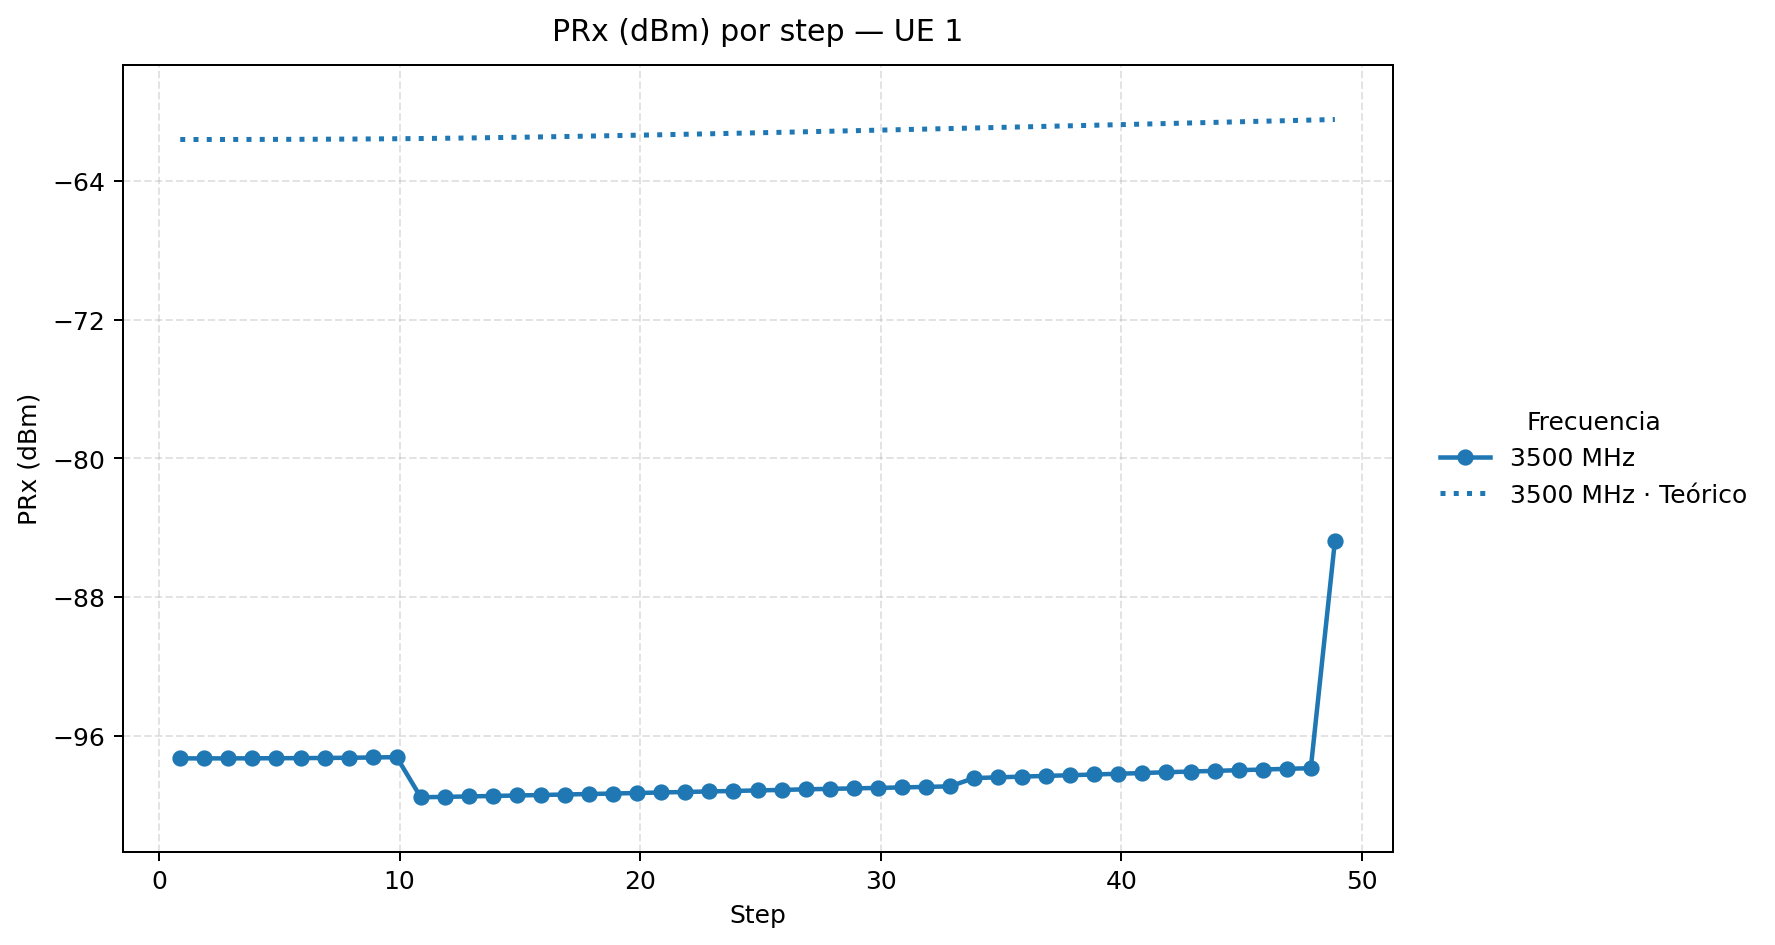 PRx (dBm) por step — UE 1
PRx (dBm)
−64
−72
−80
−88
−96
0 10 20 30 40 50
Step
Frecuencia
3500 MHz
3500 MHz · Teórico